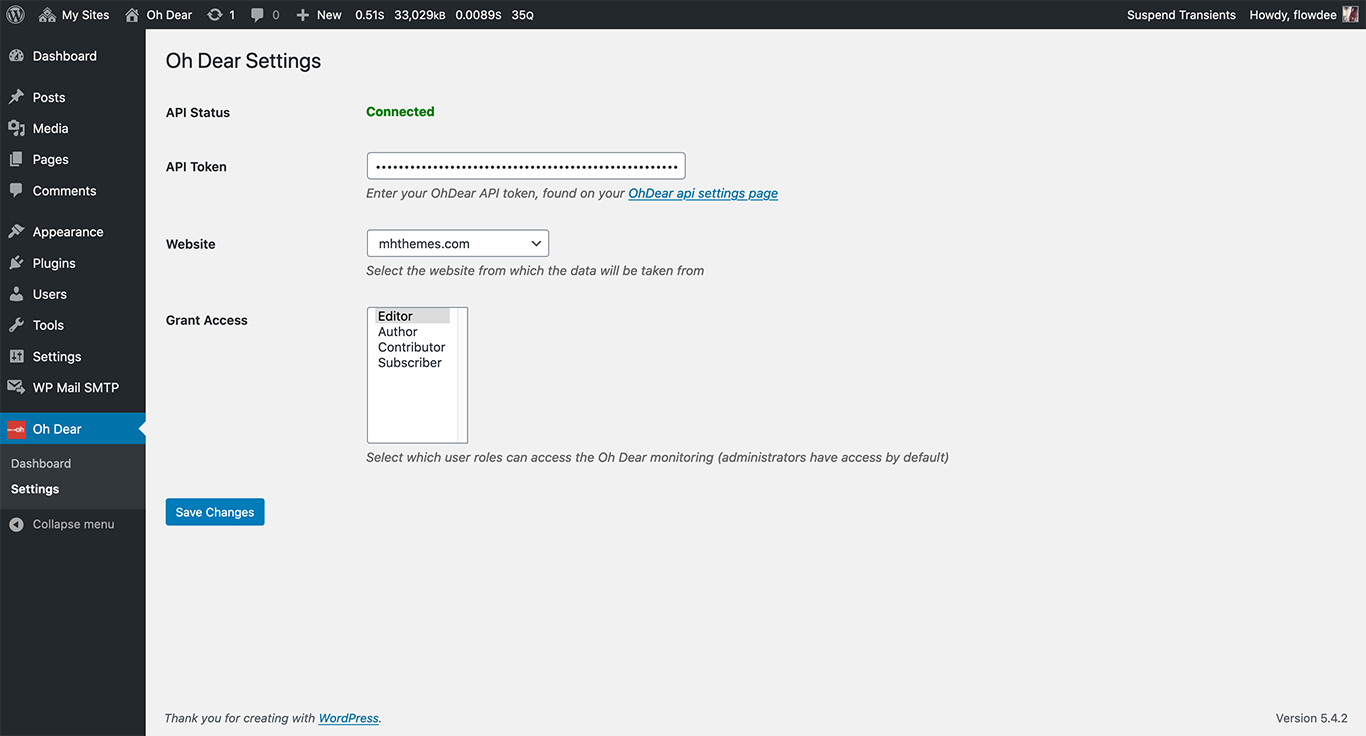 My Sites Oh Dear 1 0 New 0.51s 33,029kB 0.0089s 35Q Suspend Transients Howdy, flowdee
Dashboard
Posts
Media
Pages
Comments
Appearance
Plugins
Users
Tools
Settings
WP Mail SMTP
Oh Dear
Dashboard
Settings
Collapse menu
Oh Dear Settings
API Status Connected
API Token ••••••••••••••••••••••••••••••••••••••••••••••••••••••
Enter your OhDear API token, found on your OhDear api settings page
Website mhthemes.com
Select the website from which the data will be taken from
Grant Access Editor
Author
Contributor
Subscriber
Select which user roles can access the Oh Dear monitoring (administrators have access by default)
Save Changes
Thank you for creating with WordPress. Version 5.4.2